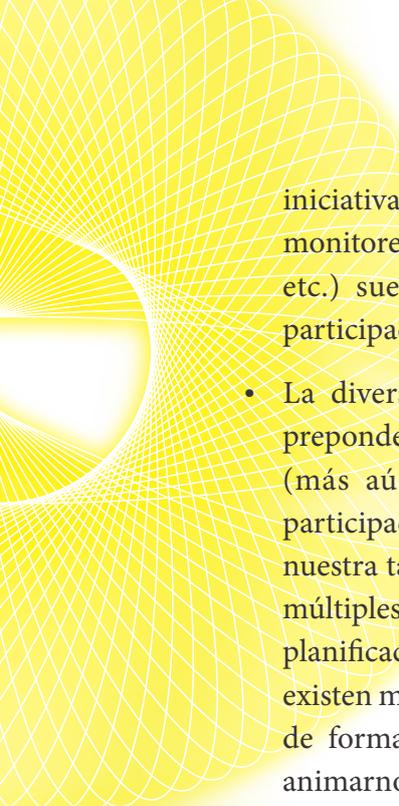 iniciativa
monitore
etc.) sue
participac
• La divers
preponde
(más aú
participac
nuestra ta
múltiples
planificac
existen m
de forma
animarno